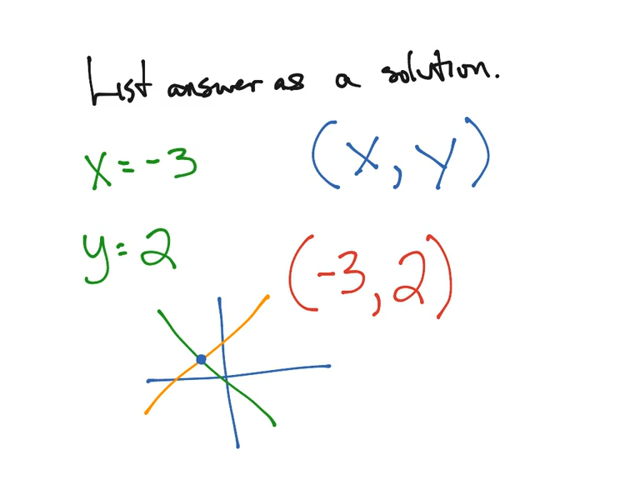 List answer as a solution.
x = -3
(x, y)
y = 2
(-3, 2)